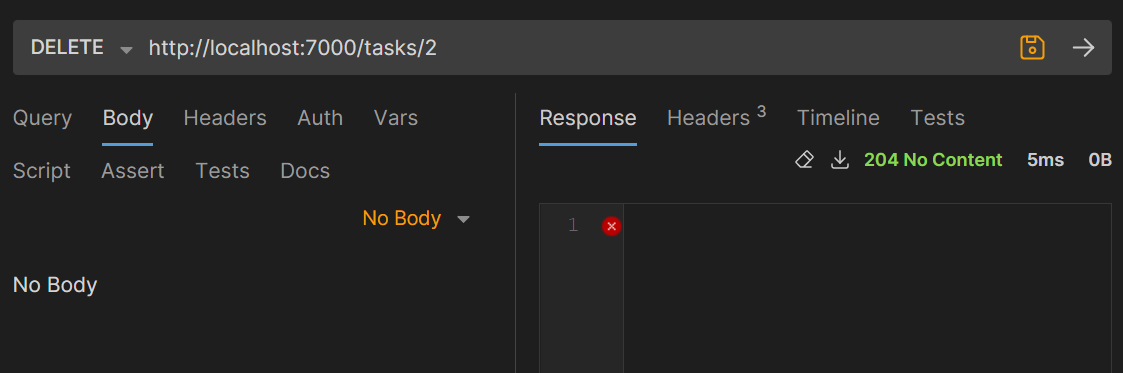 DELETE http://localhost:7000/tasks/2
Query Body Headers Auth Vars
Script Assert Tests Docs
No Body
No Body
Response Headers 3 Timeline Tests
204 No Content 5ms 0B
1